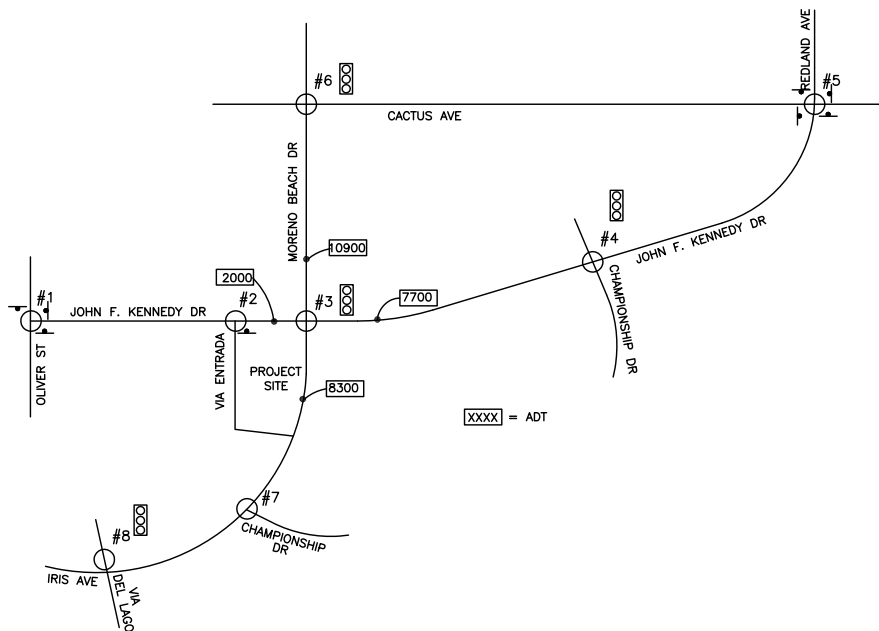 REDLAND AVE
#5
#6
CACTUS AVE
MORENO BEACH DR
#4
JOHN F. KENNEDY DR
CHAMPIONSHIP DR
10900
2000
7700
#1
JOHN F. KENNEDY DR
#2
#3
OLIVER ST
VIA ENTRADA
PROJECT
SITE
8300
XXXX = ADT
#7
CHAMPIONSHIP
DR
#8
IRIS AVE
VIA
DEL LAGO